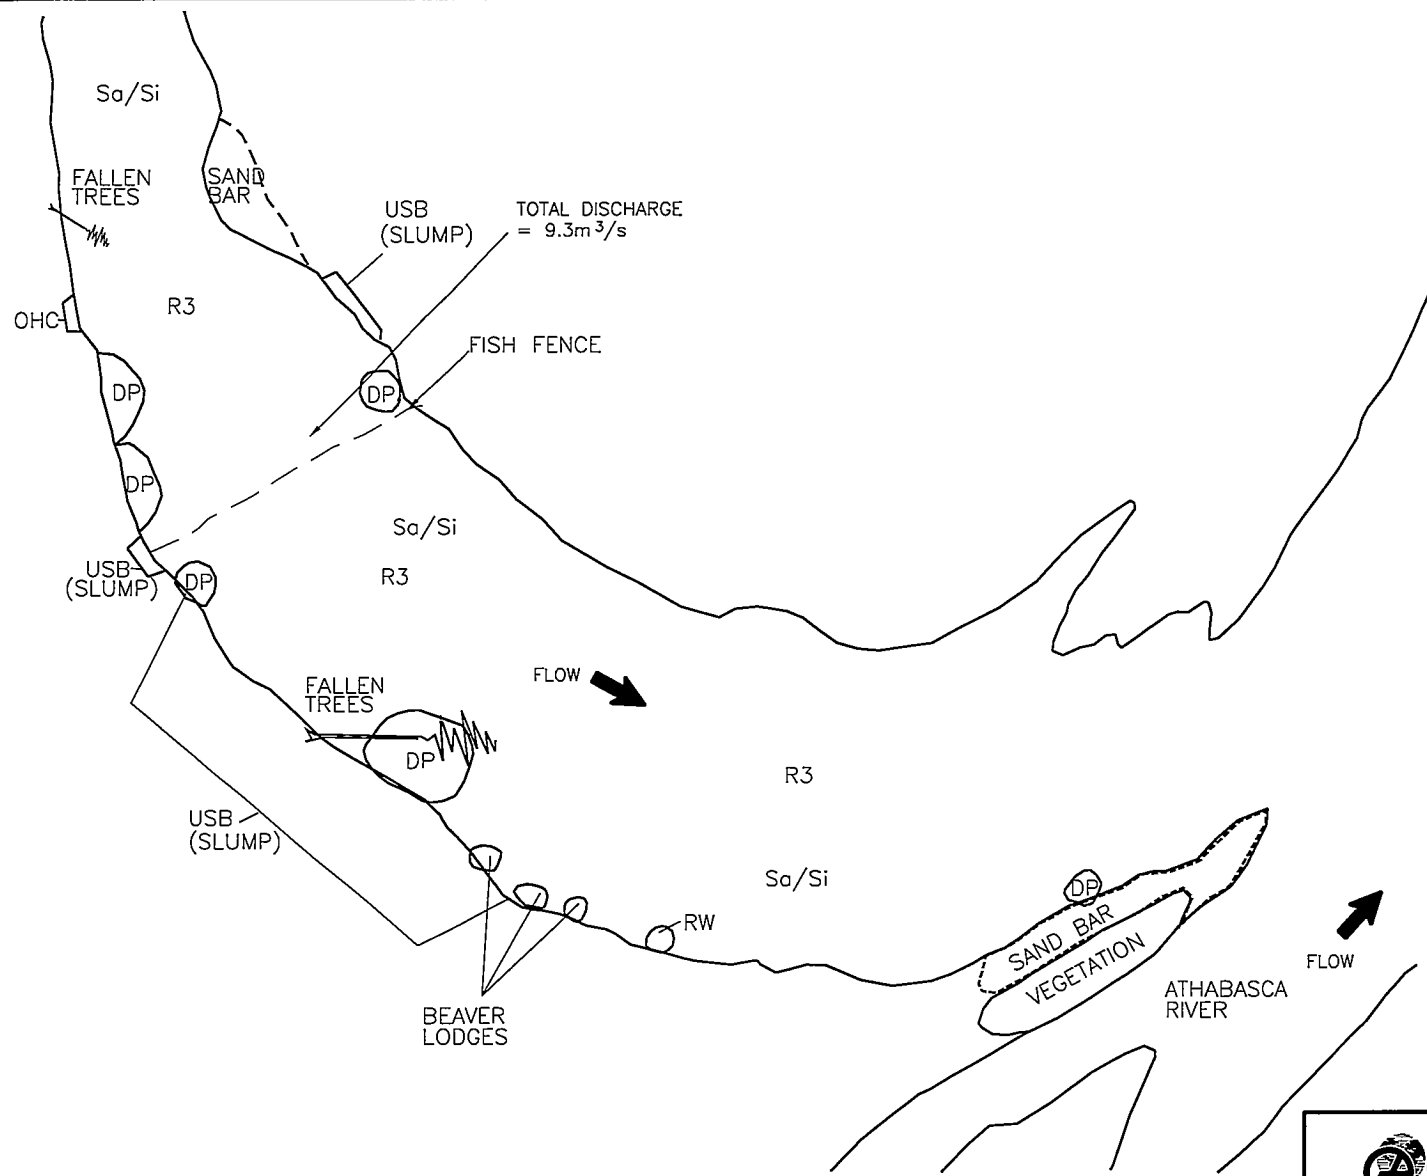 Sa/Si
FALLEN
TREES
SAND
BAR
USB
(SLUMP)
TOTAL DISCHARGE
= 9.3m³/s
R3
OHC
FISH FENCE
DP
DP
DP
Sa/Si
R3
USB
(SLUMP)
DP
FALLEN
TREES
FLOW
DP
R3
USB
(SLUMP)
Sa/Si
DP
RW
SAND BAR
VEGETATION
FLOW
ATHABASCA
RIVER
BEAVER
LODGES